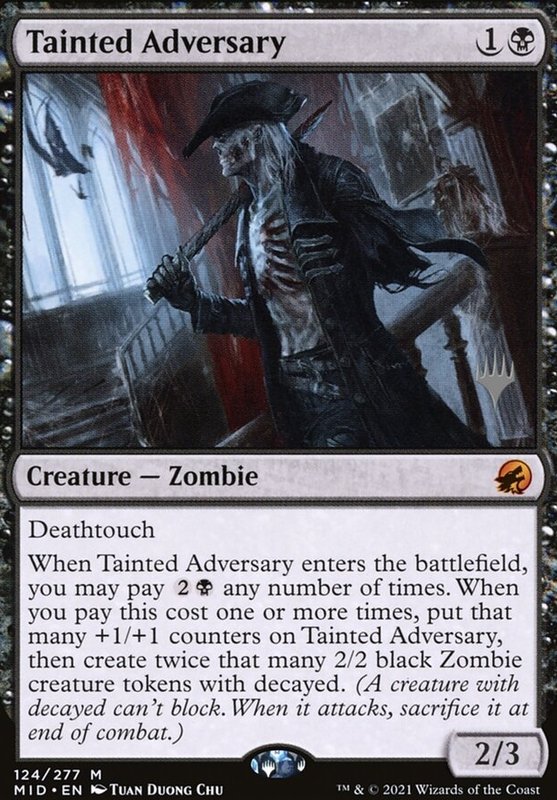 Tainted Adversary 1
Creature — Zombie
Deathtouch
When Tainted Adversary enters the battlefield,
you may pay 2 any number of times. When
you pay this cost one or more times, put that
many +1/+1 counters on Tainted Adversary,
then create twice that many 2/2 black Zombie
creature tokens with decayed. (A creature with
decayed can't block. When it attacks, sacrifice it at
end of combat.)
2/3
124/277 M
MID • EN Tuan Duong Chu
™ & © 2021 Wizards of the Coast